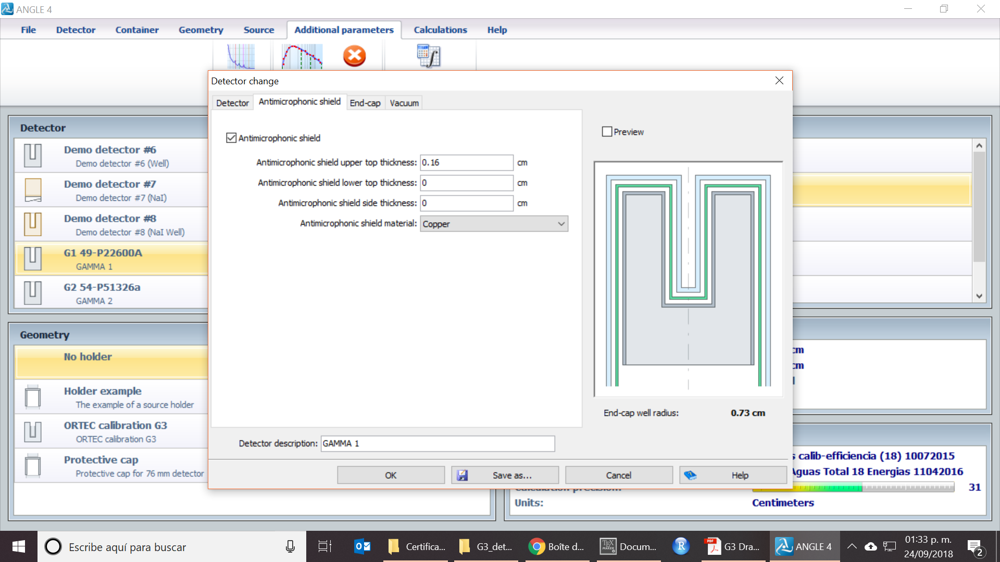 ANGLE 4
File Detector Container Geometry Source Additional parameters Calculations Help
Detector change
Detector Antimicrophonic shield End-cap Vacuum
Antimicrophonic shield
Antimicrophonic shield upper top thickness: 0.16 cm
Antimicrophonic shield lower top thickness: 0 cm
Antimicrophonic shield side thickness: 0 cm
Antimicrophonic shield material: Copper
Preview
End-cap well radius: 0.73 cm
Detector description: GAMMA 1
OK Save as... Cancel Help
Detector
Demo detector #6
Demo detector #6 (Well)
Demo detector #7
Demo detector #7 (NaI)
Demo detector #8
Demo detector #8 (NaI Well)
G1 49-P22600A
GAMMA 1
G2 54-P51326a
GAMMA 2
Geometry
No holder
Holder example
The example of a source holder
ORTEC calibration G3
ORTEC calibration G3
Protective cap
Protective cap for 76 mm detector
cm
cm
s calib-efficiencia (18) 10072015
Aguas Total 18 Energias 11042016
Calculation precision: 31
Units: Centimeters
Escribe aquí para buscar
Certifica...
G3_det...
Boîte d...
Docum...
G3 Dra...
ANGLE 4
01:33 p. m.
24/09/2018
2